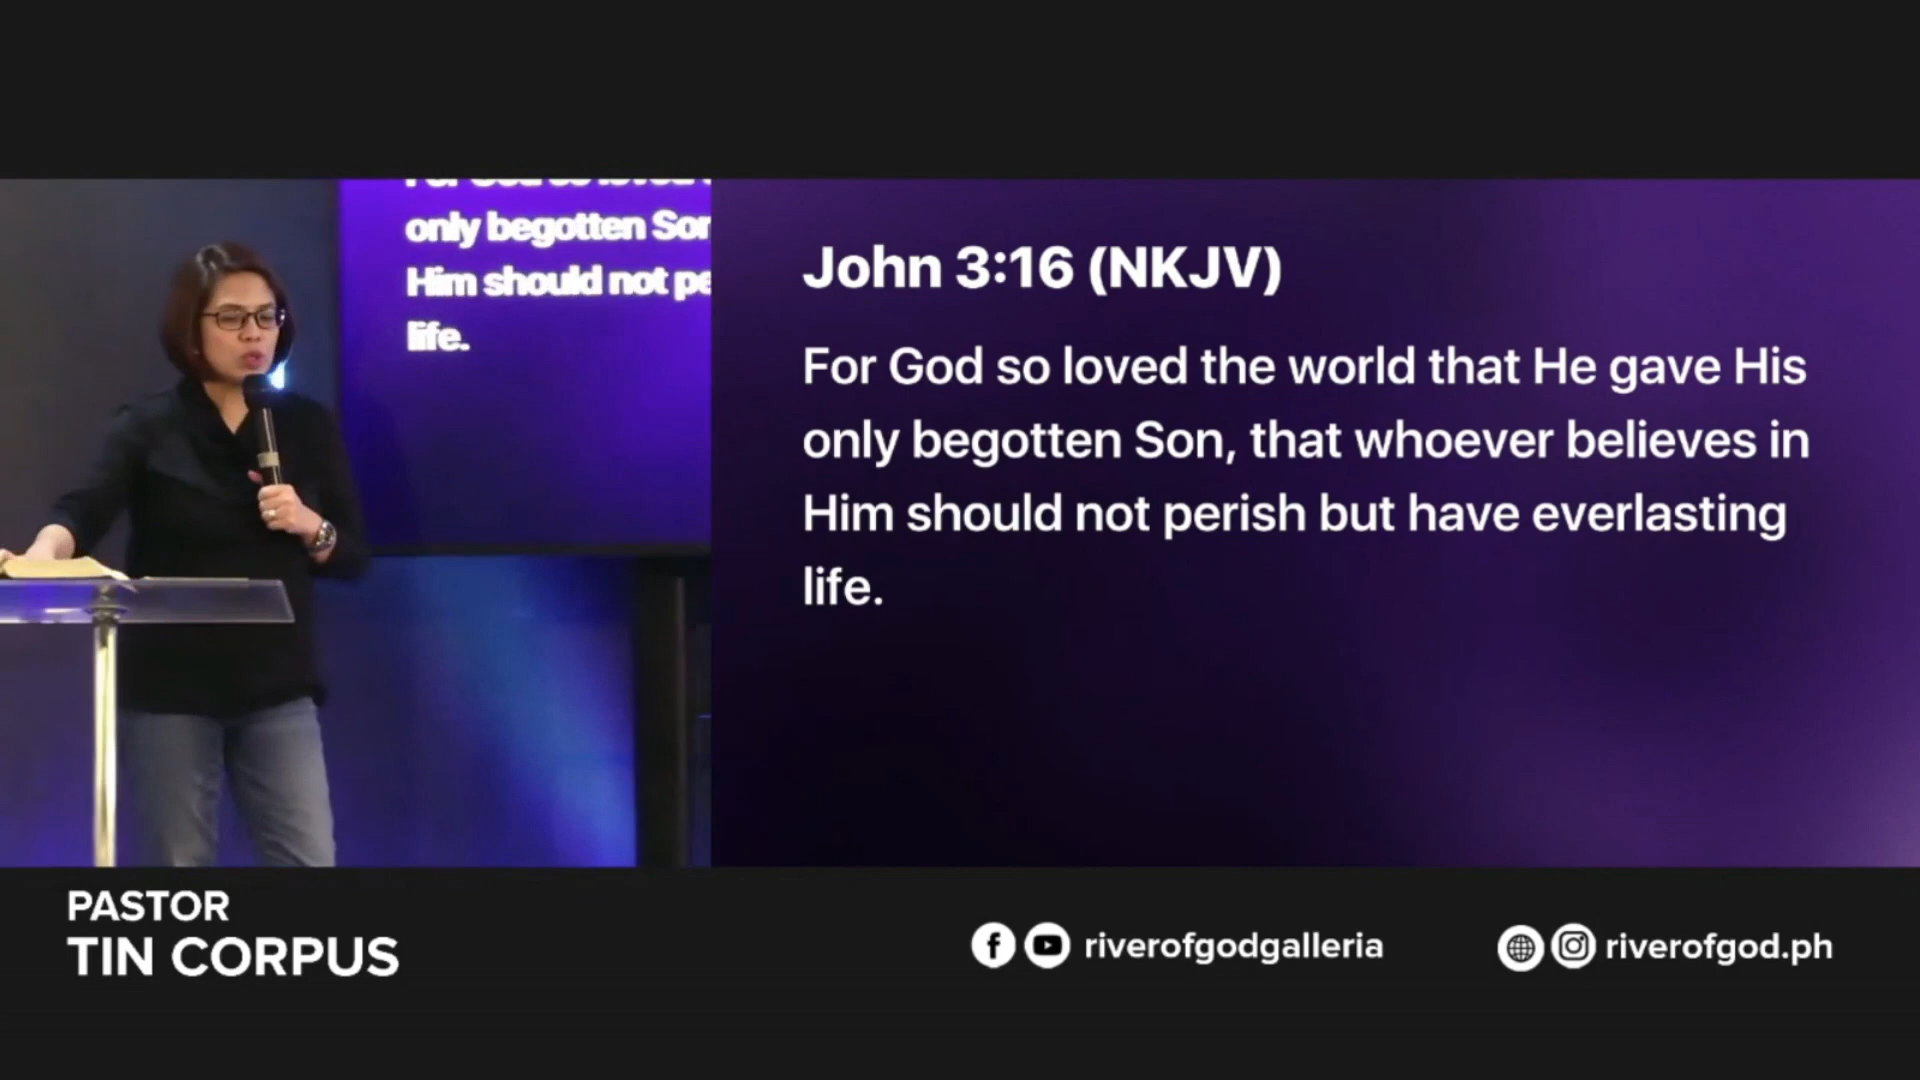 only begotten Son
Him should not
life.
John 3:16 (NKJV)
For God so loved the world that He gave His
only begotten Son, that whoever believes in
Him should not perish but have everlasting
life.
PASTOR
TIN CORPUS
riverofgodgalleria
riverofgod.ph